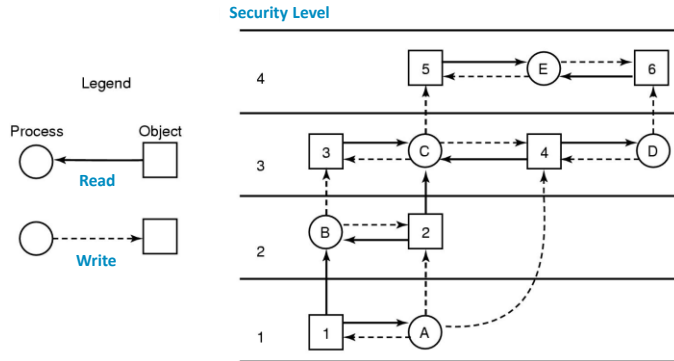 Security Level
Legend
Process Object
Read
Write
4 5 E 6
3 3 C 4 D
2 B 2
1 1 A